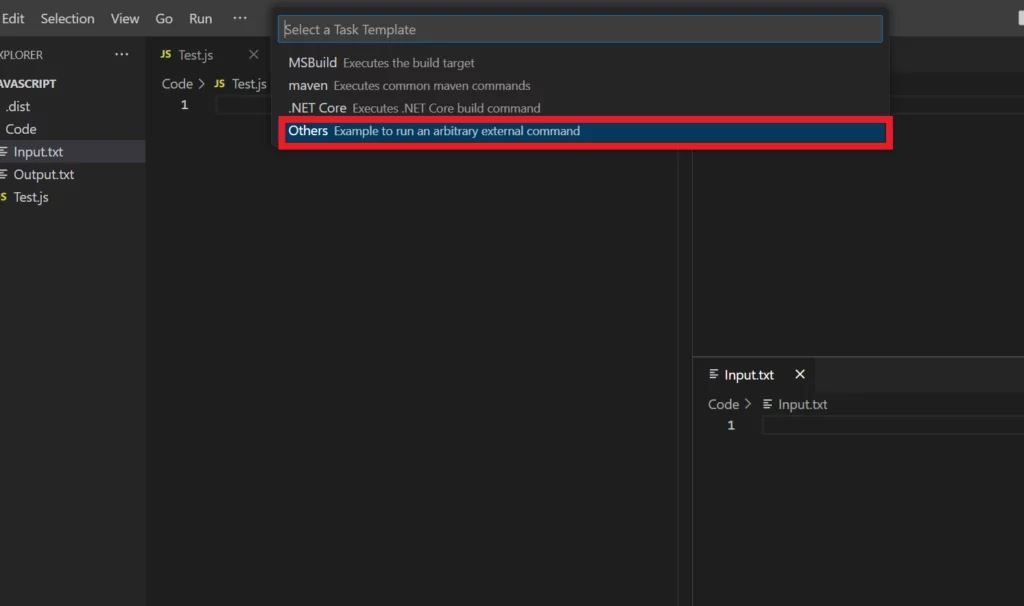 Edit Selection View Go Run ···
Select a Task Template
MSBuild Executes the build target
maven Executes common maven commands
.NET Core Executes .NET Core build command
Others Example to run an arbitrary external command
XPLORER ···
AVASCRIPT
.dist
Code
Input.txt
Output.txt
S Test.js
JS Test.js ×
Code > JS Test.js
1
Input.txt ×
Code > Input.txt
1